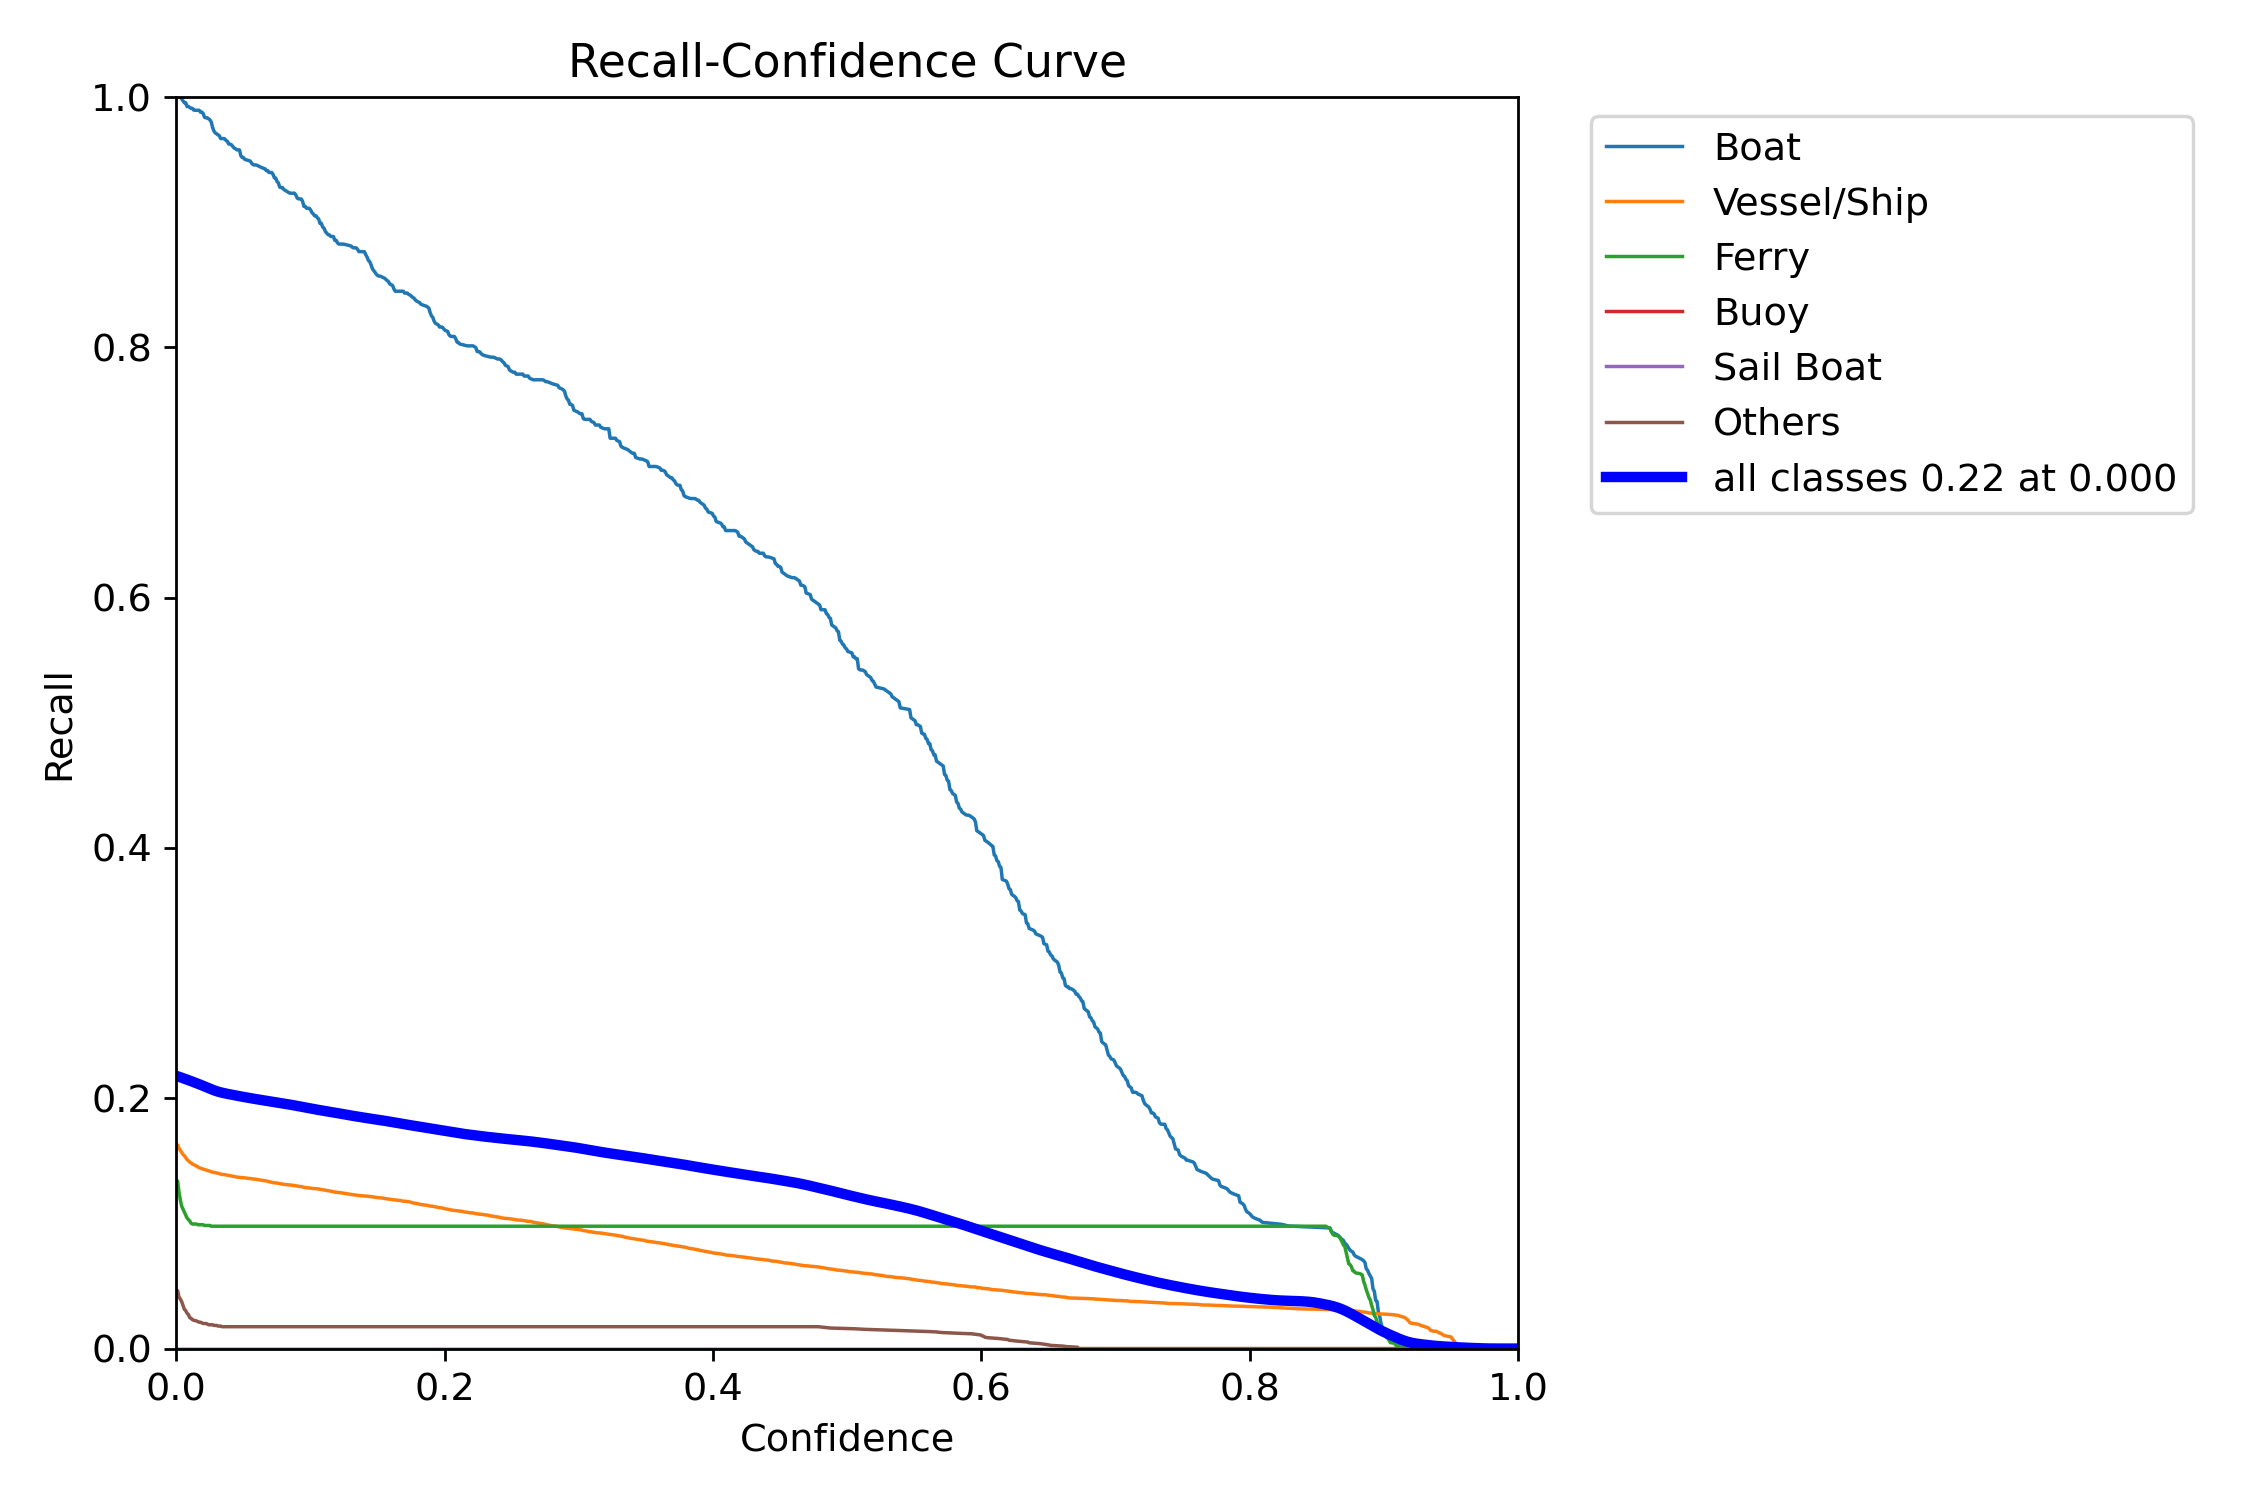 Recall-Confidence Curve
1.0
0.8
0.6
0.4
0.2
0.0
Recall
0.0 0.2 0.4 0.6 0.8 1.0
Confidence
Boat
Vessel/Ship
Ferry
Buoy
Sail Boat
Others
all classes 0.22 at 0.000